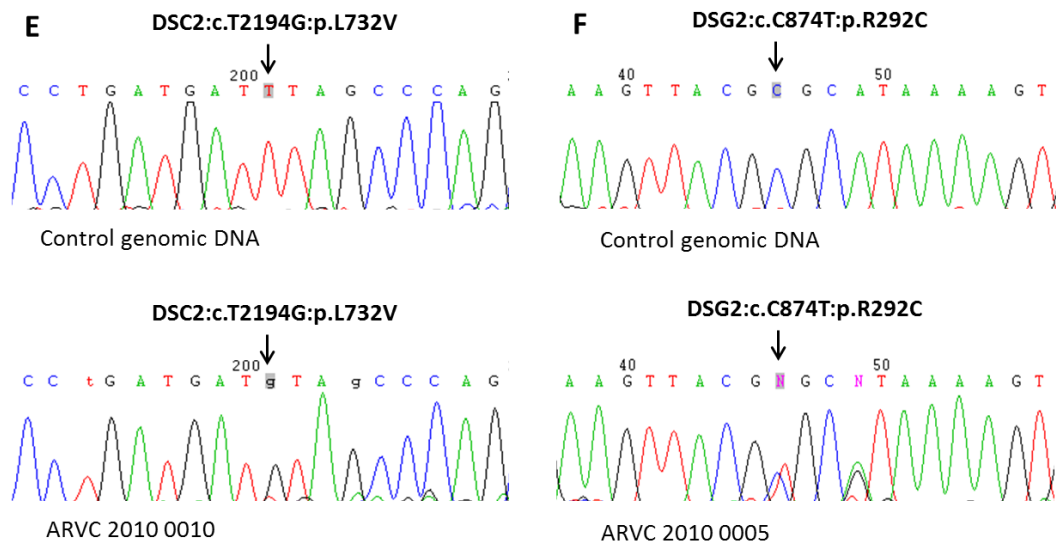 E
DSC2:c.T2194G:p.L732V
200
C C T G A T G A T T T A G C C C A G
Control genomic DNA
DSC2:c.T2194G:p.L732V
200
C C t G A T G A T g T A g C C C A G
ARVC 2010 0010
F
DSG2:c.C874T:p.R292C
40 50
A A G T T A C G C G C A T A A A A G T
Control genomic DNA
DSG2:c.C874T:p.R292C
40 50
A A G T T A C G N G C N T A A A A G T
ARVC 2010 0005